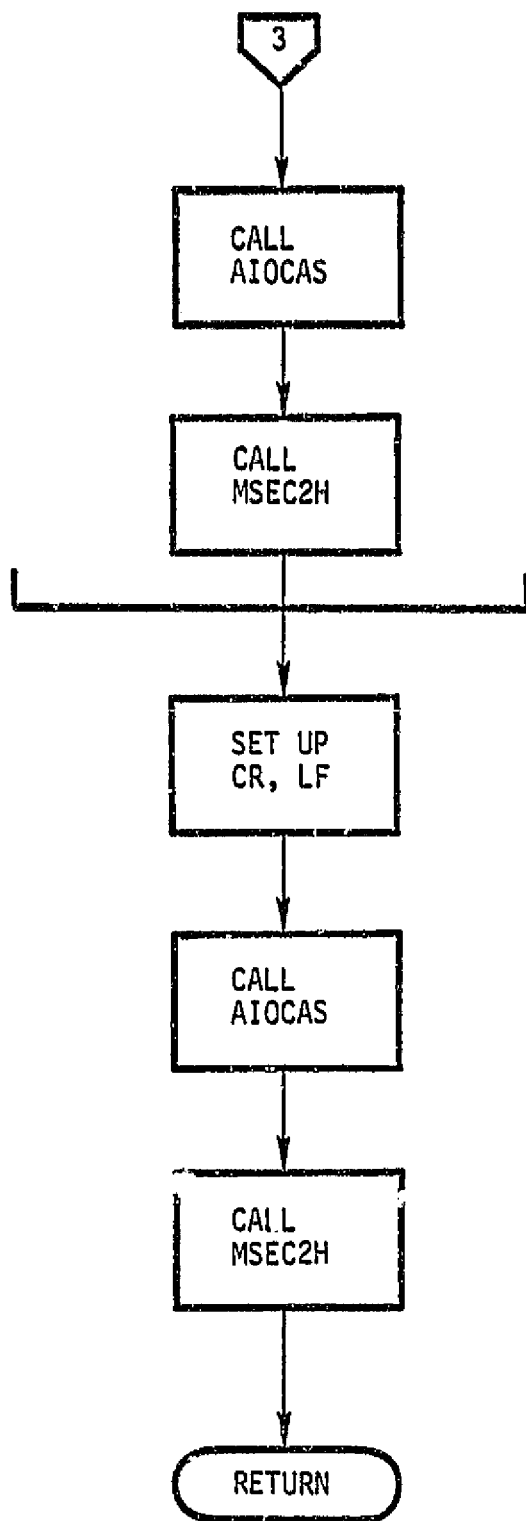 3
CALL
AIOCAS
CALL
MSEC2H
SET UP
CR, LF
CALL
AIOCAS
CALL
MSEC2H
RETURN